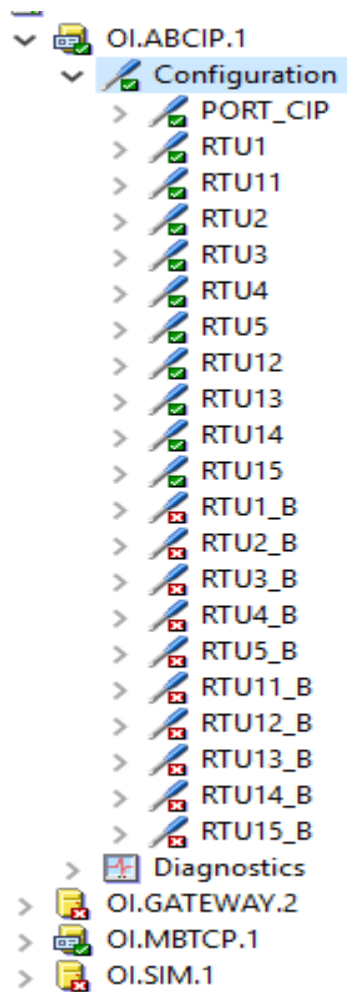 OI.ABCIP.1
Configuration
PORT_CIP
RTU1
RTU11
RTU2
RTU3
RTU4
RTU5
RTU12
RTU13
RTU14
RTU15
RTU1_B
RTU2_B
RTU3_B
RTU4_B
RTU5_B
RTU11_B
RTU12_B
RTU13_B
RTU14_B
RTU15_B
Diagnostics
OI.GATEWAY.2
OI.MBTCP.1
OI.SIM.1